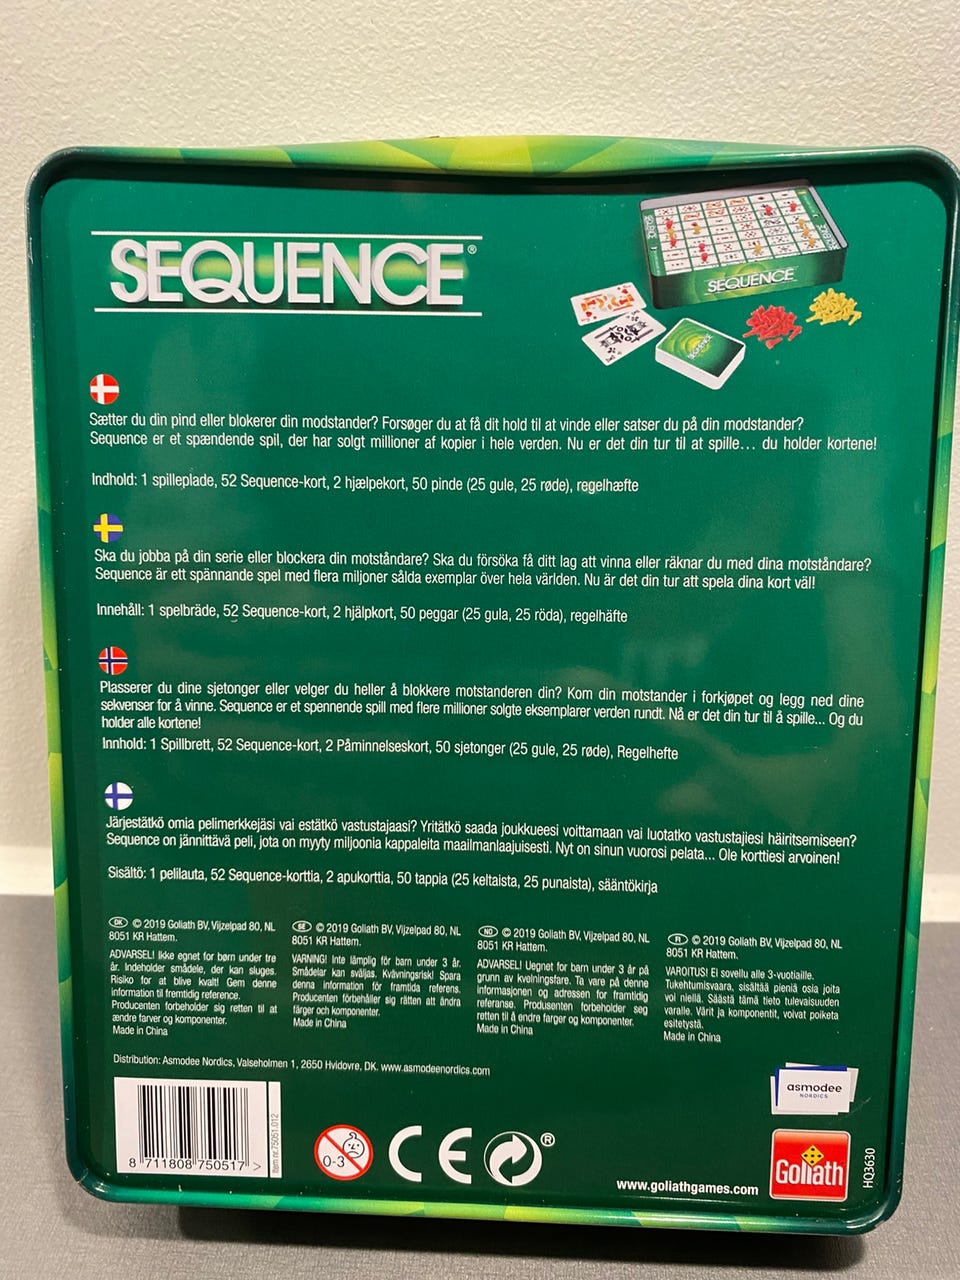 SEQUENCE®
SEQUENCE
SEQUENCE
Sætter du din pind eller blokerer din modstander? Forsøger du at få dit hold til at vinde eller satser du på din modstander?
Sequence er et spændende spil, der har solgt millioner af kopier i hele verden. Nu er det din tur til at spille... du holder kortene!
Indhold: 1 spilleplade, 52 Sequence-kort, 2 hjælpekort, 50 pinde (25 gule, 25 røde), regelhæfte
Ska du jobba på din serie eller blockera din motståndare? Ska du försöka få ditt lag att vinna eller räknar du med dina motståndare?
Sequence är ett spännande spel med flera miljoner sålda exemplar över hela världen. Nu är det din tur att spela dina kort väl!
Innehåll: 1 spelbräde, 52 Sequence-kort, 2 hjälpkort, 50 peggar (25 gula, 25 röda), regelhäfte
Plasserer du dine sjetonger eller velger du heller å blokkere motstanderen din? Kom din motstander i forkjøpet og legg ned dine
sekvenser for å vinne. Sequence er et spennende spill med flere millioner solgte eksemplarer verden rundt. Nå er det din tur til å spille... Og du
holder alle kortene!
Innhold: 1 Spillbrett, 52 Sequence-kort, 2 Påminnelseskort, 50 sjetonger (25 gule, 25 røde), Regelhefte
Järjestätkö omia pelimerkkejäsi vai estätkö vastustajaasi? Yritätkö saada joukkueesi voittamaan vai luotatko vastustajiesi häiritsemiseen?
Sequence on jännittävä peli, jota on myyty miljoonia kappaleita maailmanlaajuisesti. Nyt on sinun vuorosi pelata... Ole korttiesi arvoinen!
Sisältö: 1 pelilauta, 52 Sequence-korttia, 2 apukorttia, 50 tappia (25 keltaista, 25 punaista), sääntökirja
DK © 2019 Goliath BV, Vijzelpad 80, NL
8051 KR Hattem.
ADVARSEL! Ikke egnet for børn under tre
år. Indeholder smådele, der kan sluges.
Risiko for at blive kvalt! Gem denne
information til fremtidig reference.
Producenten forbeholder sig retten til at
ændre farver og komponenter.
Made in China
SE © 2019 Goliath BV, Vijzelpad 80, NL
8051 KR Hattem.
VARNING! Inte lämplig för barn under 3 år.
Smådelar kan sväljas. Kvävningsrisk! Spara
denna information för framtida referens.
Producenten förbehåller sig rätten att ändra
färger och komponenter.
Made in China
NO © 2019 Goliath BV, Vijzelpad 80, NL
8051 KR Hattem.
ADVARSEL! Uegnet for barn under 3 år på
grunn av kvelningsfare. Ta vare på denne
informasjonen og adressen for framtidig
referanse. Produsenten forbeholder seg
retten til å endre farger og komponenter.
Made in China
FI © 2019 Goliath BV, Vijzelpad 80, NL
8051 KR Hattem.
VAROITUS! Ei sovellu alle 3-vuotiaille.
Tukehtumisvaara, sisältää pieniä osia joita
voi niellä. Säästä tämä tieto tulevaisuuden
varalle. Värit ja komponentit, voivat poiketa
esitetystä.
Made in China
Distribution: Asmodee Nordics, Valseholmen 1, 2650 Hvidovre, DK. www.asmodeenordics.com
8 711808 750517 >
Item nr.75051.012
0-3
CE
®
asmodee
NORDICS
Goliath
www.goliathgames.com
HQ3630